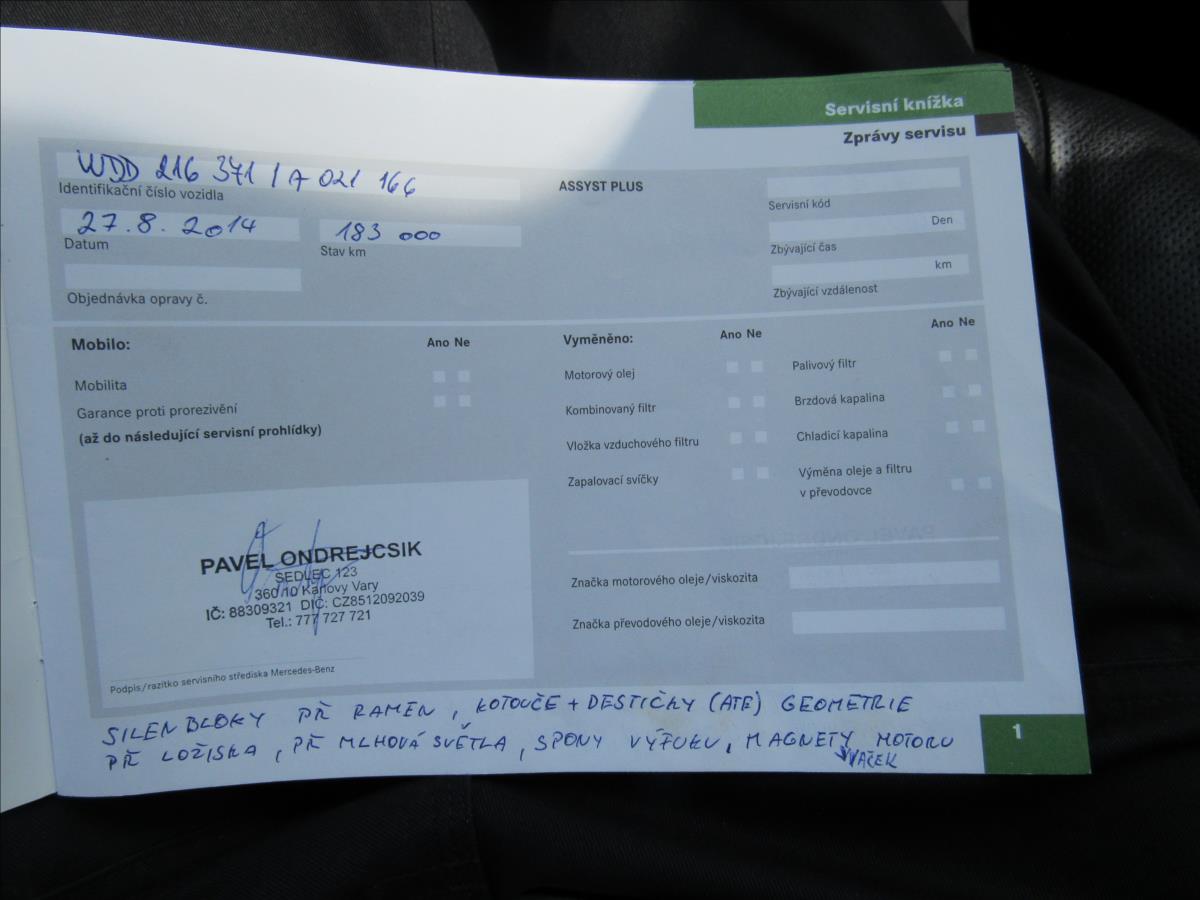 Servisní knížka
Zprávy servisu
WDD 216 371 1 A 021 166
Identifikační číslo vozidla
27.8. 2014
Datum
183 000
Stav km
Objednávka opravy č.
ASSYST PLUS
Servisní kód
Den
Zbývající čas
km
Zbývající vzdálenost
Mobilo:
Ano Ne
Mobilita
Garance proti prorezivění
(až do následující servisní prohlídky)
Vyměněno:
Ano Ne
Motorový olej
Kombinovaný filtr
Vložka vzduchového filtru
Zapalovací svíčky
Ano Ne
Palivový filtr
Brzdová kapalina
Chladicí kapalina
Výměna oleje a filtru
v převodovce
Značka motorového oleje/viskozita
Značka převodového oleje/viskozita
PAVEL ONDREJCSIK
SEDLEC 123
360 10 Karlovy Vary
IČ: 88309321 DIČ: CZ8512092039
Tel.: 777 727 721
Podpis/razítko servisního střediska Mercedes-Benz
SILENBLOKY PŘ RAMEN, KOTOUČE + DESTIČKY (ATE) GEOMETRIE
PŘ LOŽISKA, PŘ MLHOVÁ SVĚTLA, SPONY VÝFUKU, MAGNETY MOTORU
VAČEK
1